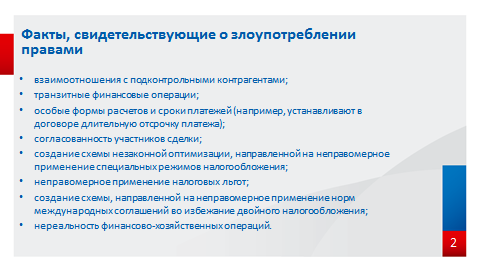 Факты, свидетельствующие о злоупотреблении
правами
• взаимоотношения с подконтрольными контрагентами;
• транзитные финансовые операции;
• особые формы расчетов и сроки платежей (например, устанавливают в
договоре длительную отсрочку платежа);
• согласованность участников сделки;
• создание схемы незаконной оптимизации, направленной на неправомерное
применение специальных режимов налогообложения;
• неправомерное применение налоговых льгот;
• создание схемы, направленной на неправомерное применение норм
международных соглашений во избежание двойного налогообложения;
• нереальность финансово-хозяйственных операций.
2